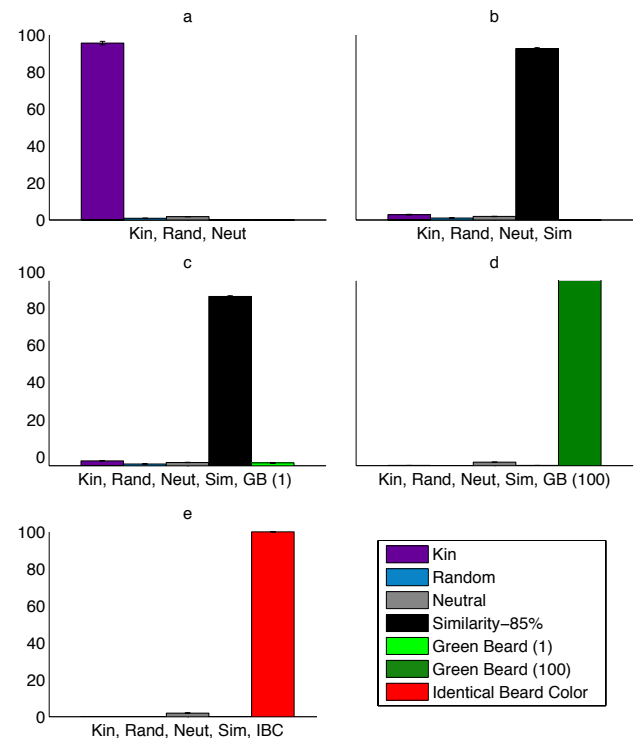 a
b
100
80
60
40
20
0
Kin, Rand, Neut
Kin, Rand, Neut, Sim
c
d
100
80
60
40
20
0
Kin, Rand, Neut, Sim, GB (1)
Kin, Rand, Neut, Sim, GB (100)
e
100
80
60
40
20
0
Kin, Rand, Neut, Sim, IBC
Kin
Random
Neutral
Similarity−85%
Green Beard (1)
Green Beard (100)
Identical Beard Color